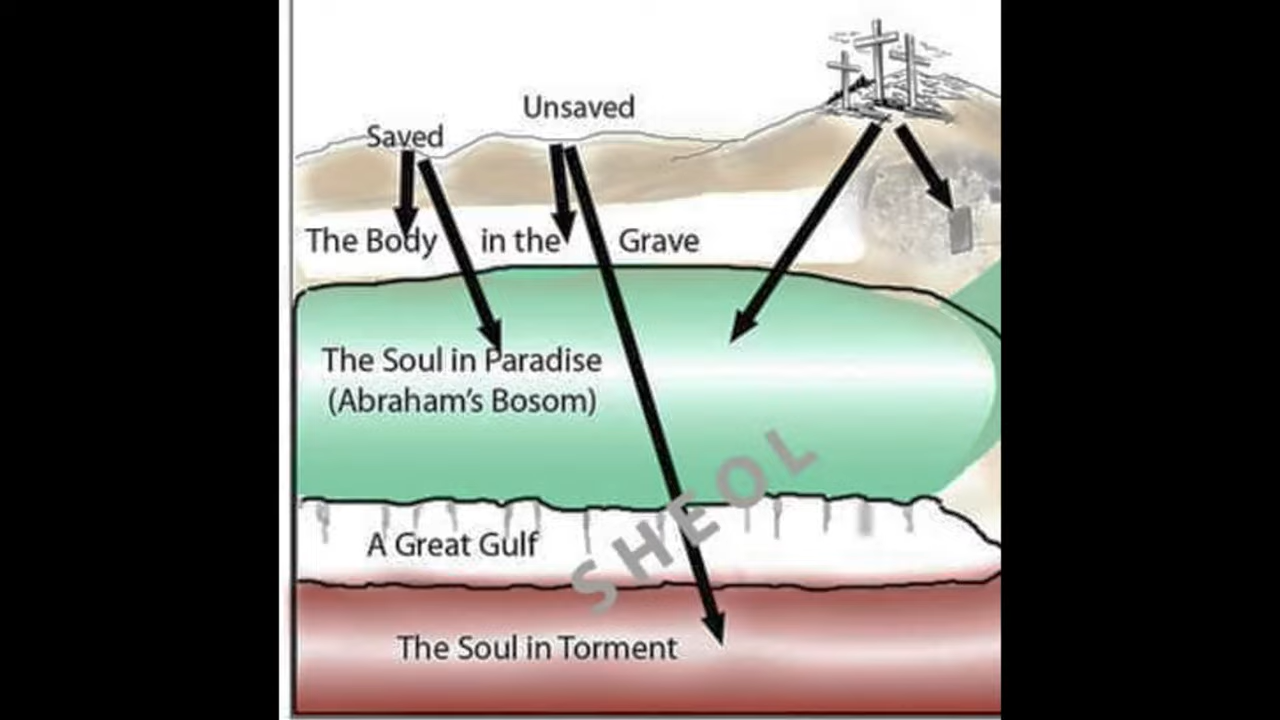 Unsaved
Saved
The Body in the Grave
The Soul in Paradise
(Abraham's Bosom)
SHEOL
A Great Gulf
The Soul in Torment